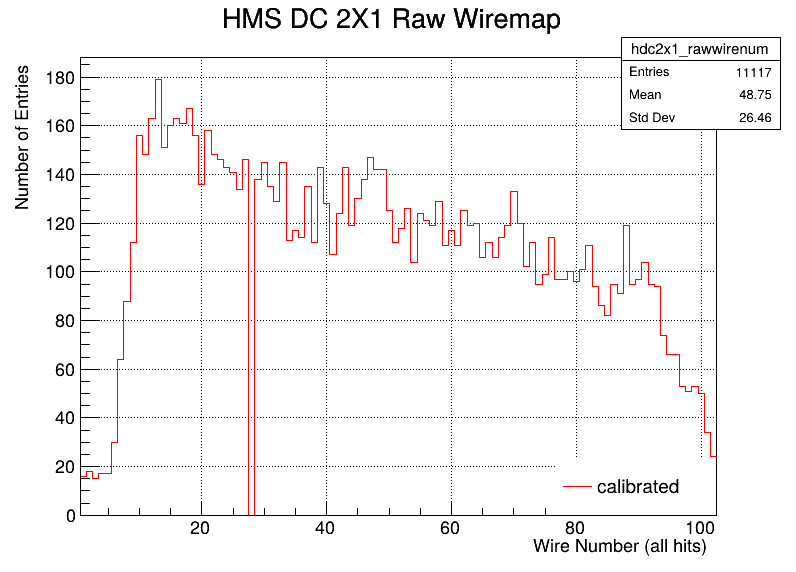 HMS DC 2X1 Raw Wiremap
hdc2x1_rawwirenum
Entries 11117
Mean 48.75
Std Dev 26.46
Number of Entries
180
160
140
120
100
80
60
40
20
0
calibrated
20 40 60 80 100
Wire Number (all hits)